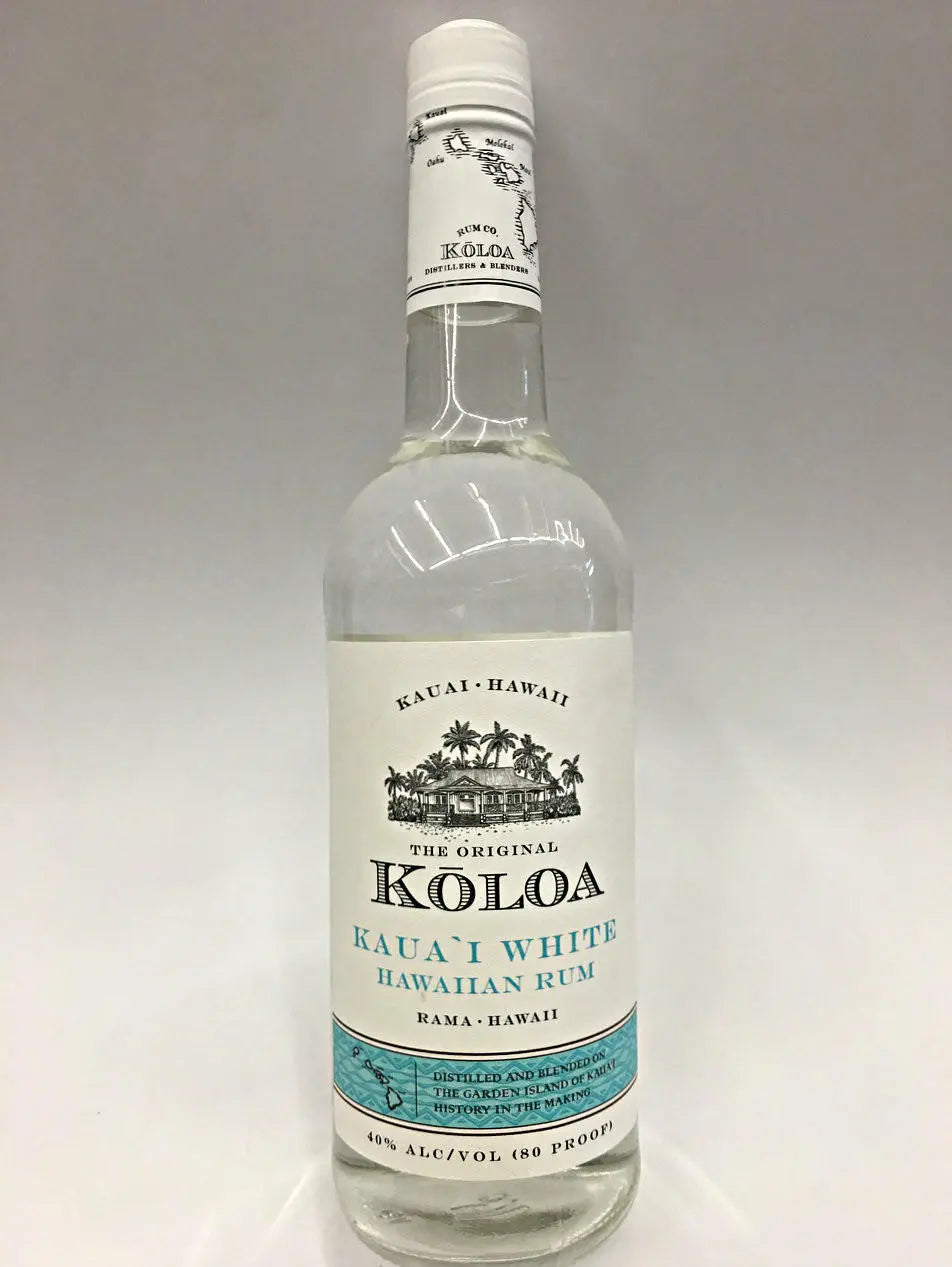 Kauai
Molokai
Oahu
Maui
RUM CO.
KŌLOA
DISTILLERS & BLENDERS
KAUAI • HAWAII
THE ORIGINAL
KŌLOA
KAUA`I WHITE
HAWAIIAN RUM
RAMA • HAWAII
DISTILLED AND BLENDED ON
THE GARDEN ISLAND OF KAUA`I
HISTORY IN THE MAKING
40% ALC/VOL (80 PROOF)